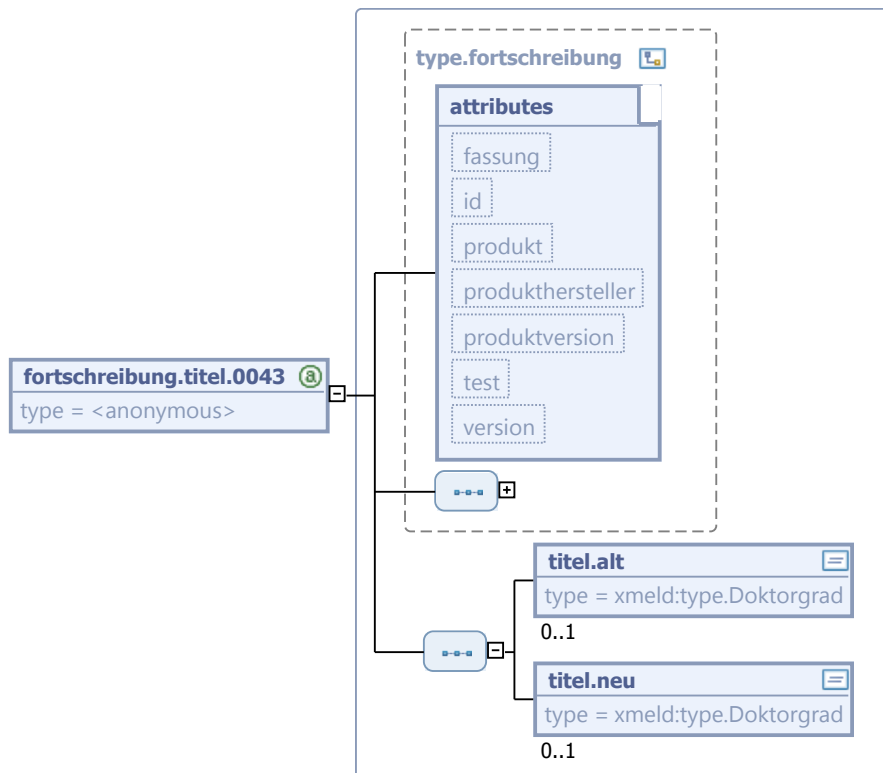 type.fortschreibung
attributes
fassung
id
produkt
produkthersteller
produktversion
test
version
fortschreibung.titel.0043 a
type = <anonymous>
titel.alt
type = xmeld:type.Doktorgrad
0..1
titel.neu
type = xmeld:type.Doktorgrad
0..1